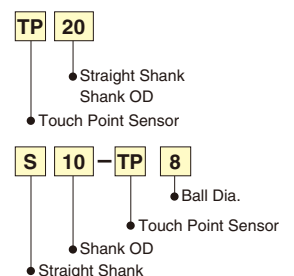 TP 20
Straight Shank
Shank OD
Touch Point Sensor
S 10 – TP 8
Ball Dia.
Touch Point Sensor
Shank OD
Straight Shank